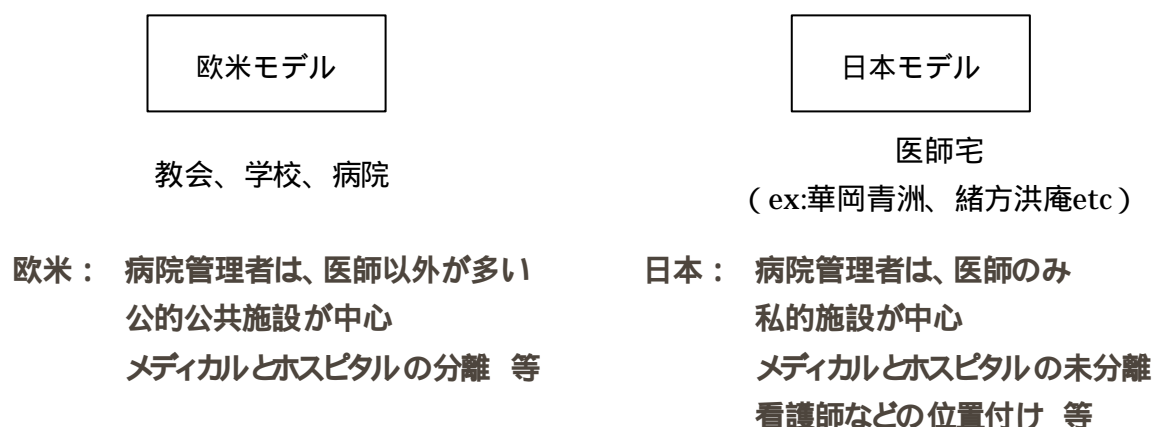 欧米モデル
教会、学校、病院
欧米： 病院管理者は、医師以外が多い
公的公共施設が中心
メディカルとホスピタルの分離 等
日本モデル
医師宅
（ex:華岡青洲、緒方洪庵etc）
日本： 病院管理者は、医師のみ
私的施設が中心
メディカルとホスピタルの未分離
看護師などの位置付け 等